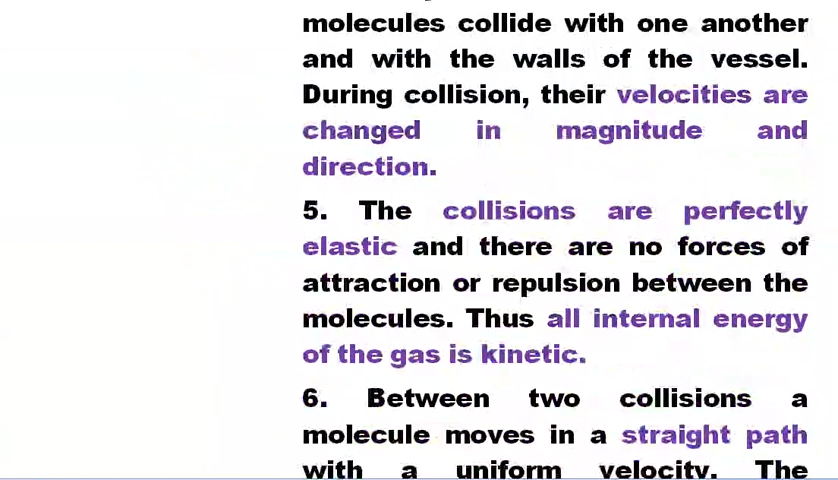 molecules collide with one another
and with the walls of the vessel.
During collision, their velocities are
changed in magnitude and
direction.
5. The collisions are perfectly
elastic and there are no forces of
attraction or repulsion between the
molecules. Thus all internal energy
of the gas is kinetic.
6. Between two collisions a
molecule moves in a straight path
with a uniform velocity. The